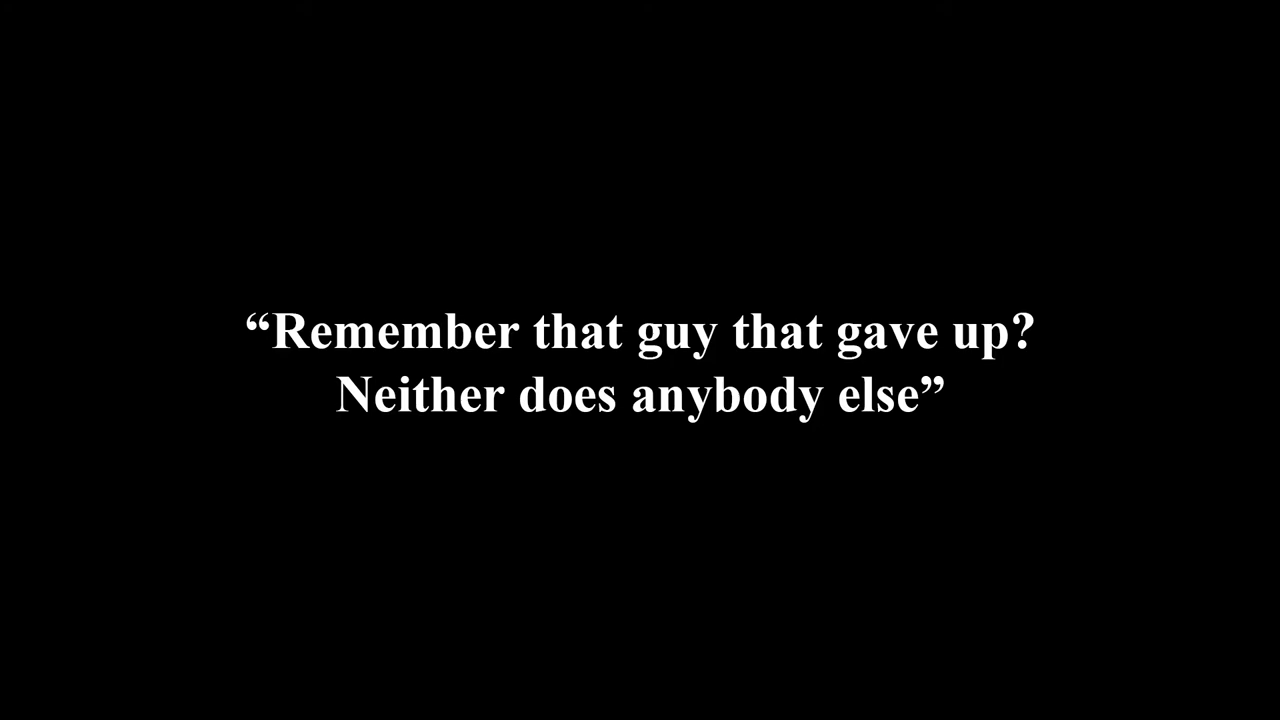 “Remember that guy that gave up?
Neither does anybody else”